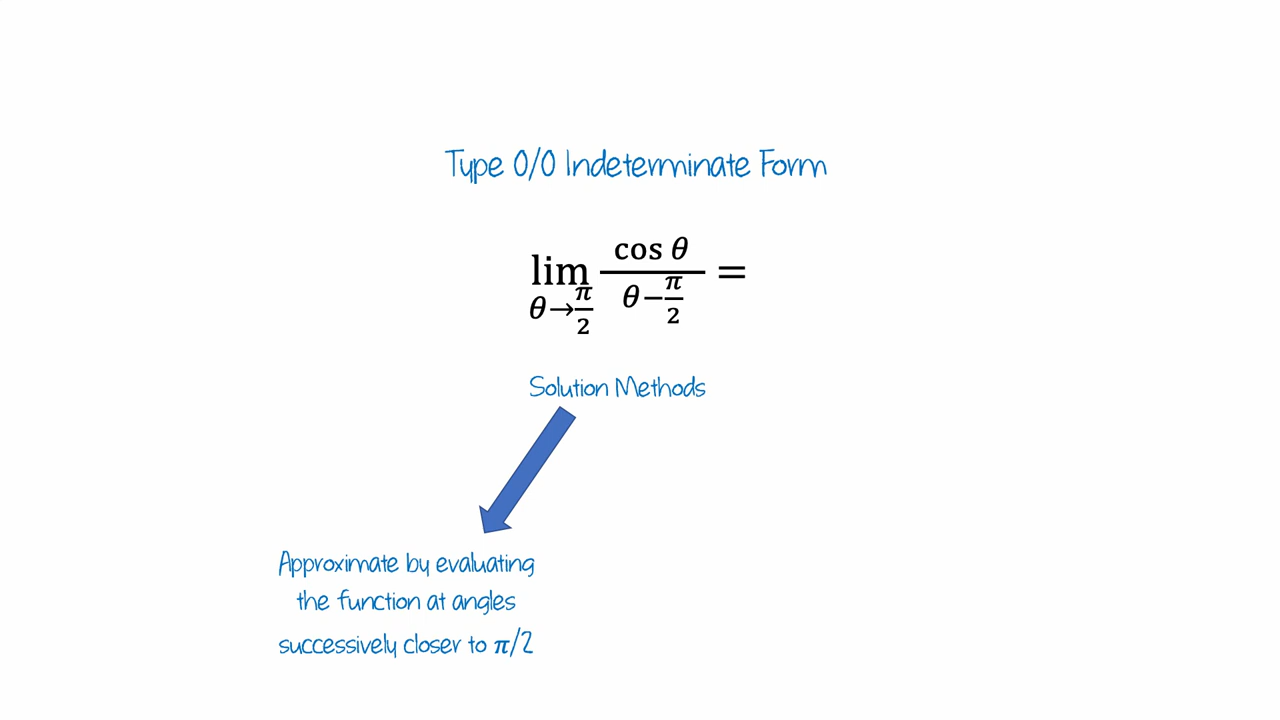 Type 0/0 Indeterminate Form
lim θ→π/2 cos θ / θ−π/2 =
Solution Methods
Approximate by evaluating
the function at angles
successively closer to π/2